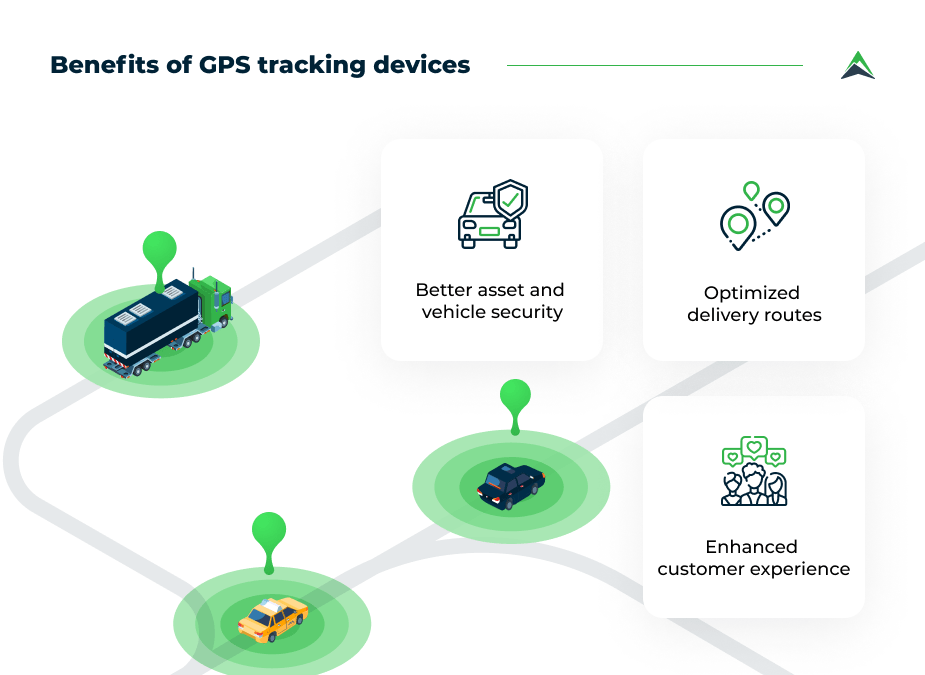 Benefits of GPS tracking devices
Better asset and
vehicle security
Optimized
delivery routes
Enhanced
customer experience